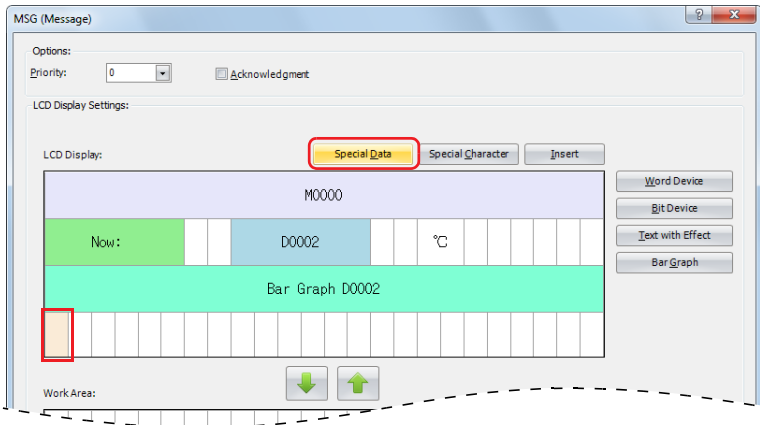 MSG (Message)
Options:
Priority: 0 Acknowledgment
LCD Display Settings:
LCD Display: Special Data Special Character Insert
M0000
Word Device
Bit Device
Now: D0002 ℃
Text with Effect
Bar Graph
Bar Graph D0002
Work Area: